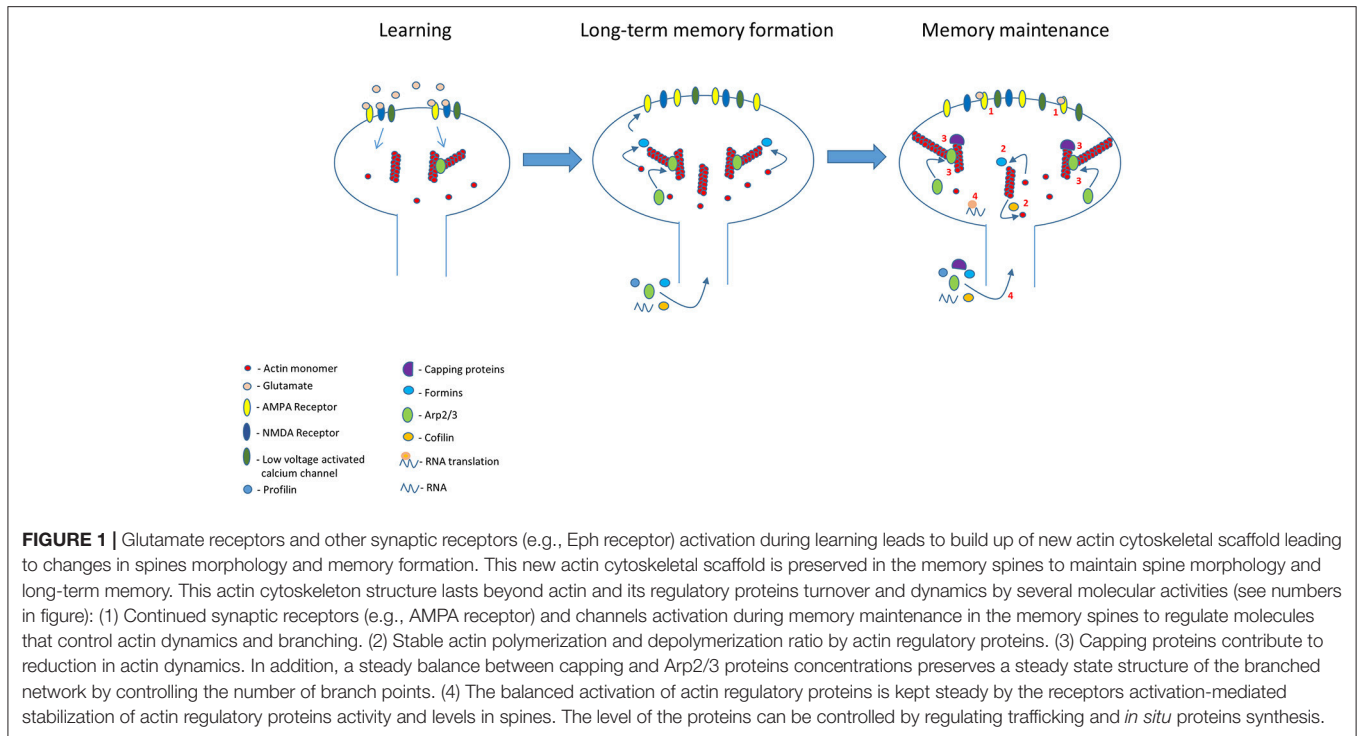 Learning
Long-term memory formation
Memory maintenance
1
1
3
3
2
3
3
4
2
4
- Actin monomer
- Glutamate
- AMPA Receptor
- NMDA Receptor
- Low voltage activated
calcium channel
- Profilin
- Capping proteins
- Formins
- Arp2/3
- Cofilin
- RNA translation
- RNA
FIGURE 1 | Glutamate receptors and other synaptic receptors (e.g., Eph receptor) activation during learning leads to build up of new actin cytoskeletal scaffold leading
to changes in spines morphology and memory formation. This new actin cytoskeletal scaffold is preserved in the memory spines to maintain spine morphology and
long-term memory. This actin cytoskeleton structure lasts beyond actin and its regulatory proteins turnover and dynamics by several molecular activities (see numbers
in figure): (1) Continued synaptic receptors (e.g., AMPA receptor) and channels activation during memory maintenance in the memory spines to regulate molecules
that control actin dynamics and branching. (2) Stable actin polymerization and depolymerization ratio by actin regulatory proteins. (3) Capping proteins contribute to
reduction in actin dynamics. In addition, a steady balance between capping and Arp2/3 proteins concentrations preserves a steady state structure of the branched
network by controlling the number of branch points. (4) The balanced activation of actin regulatory proteins is kept steady by the receptors activation-mediated
stabilization of actin regulatory proteins activity and levels in spines. The level of the proteins can be controlled by regulating trafficking and in situ proteins synthesis.